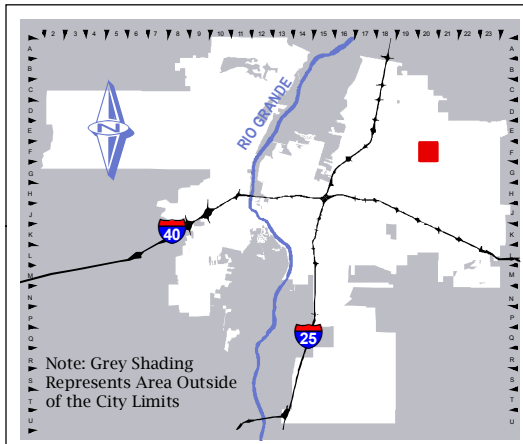 2 3 4 5 6 7 8 9 10 11 12 13 14 15 16 17 18 19 20 21 22 23
A A
B B
C C
D D
E E
F F
G G
H H
J J
K K
L L
M M
N N
P P
Q Q
R R
S S
T T
U U
N
RIO GRANDE
40
25
Note: Grey Shading
Represents Area Outside
of the City Limits